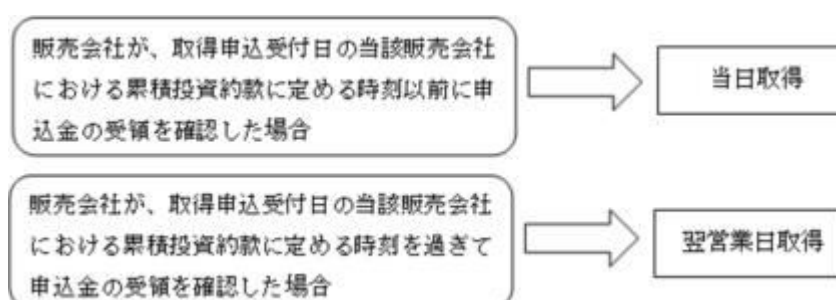 販売会社が、取得申込受付日の当該販売会社
における累積投資約款に定める時刻以前に申
込金の受領を確認した場合
当日取得
販売会社が、取得申込受付日の当該販売会社
における累積投資約款に定める時刻を過ぎて
申込金の受領を確認した場合
翌営業日取得